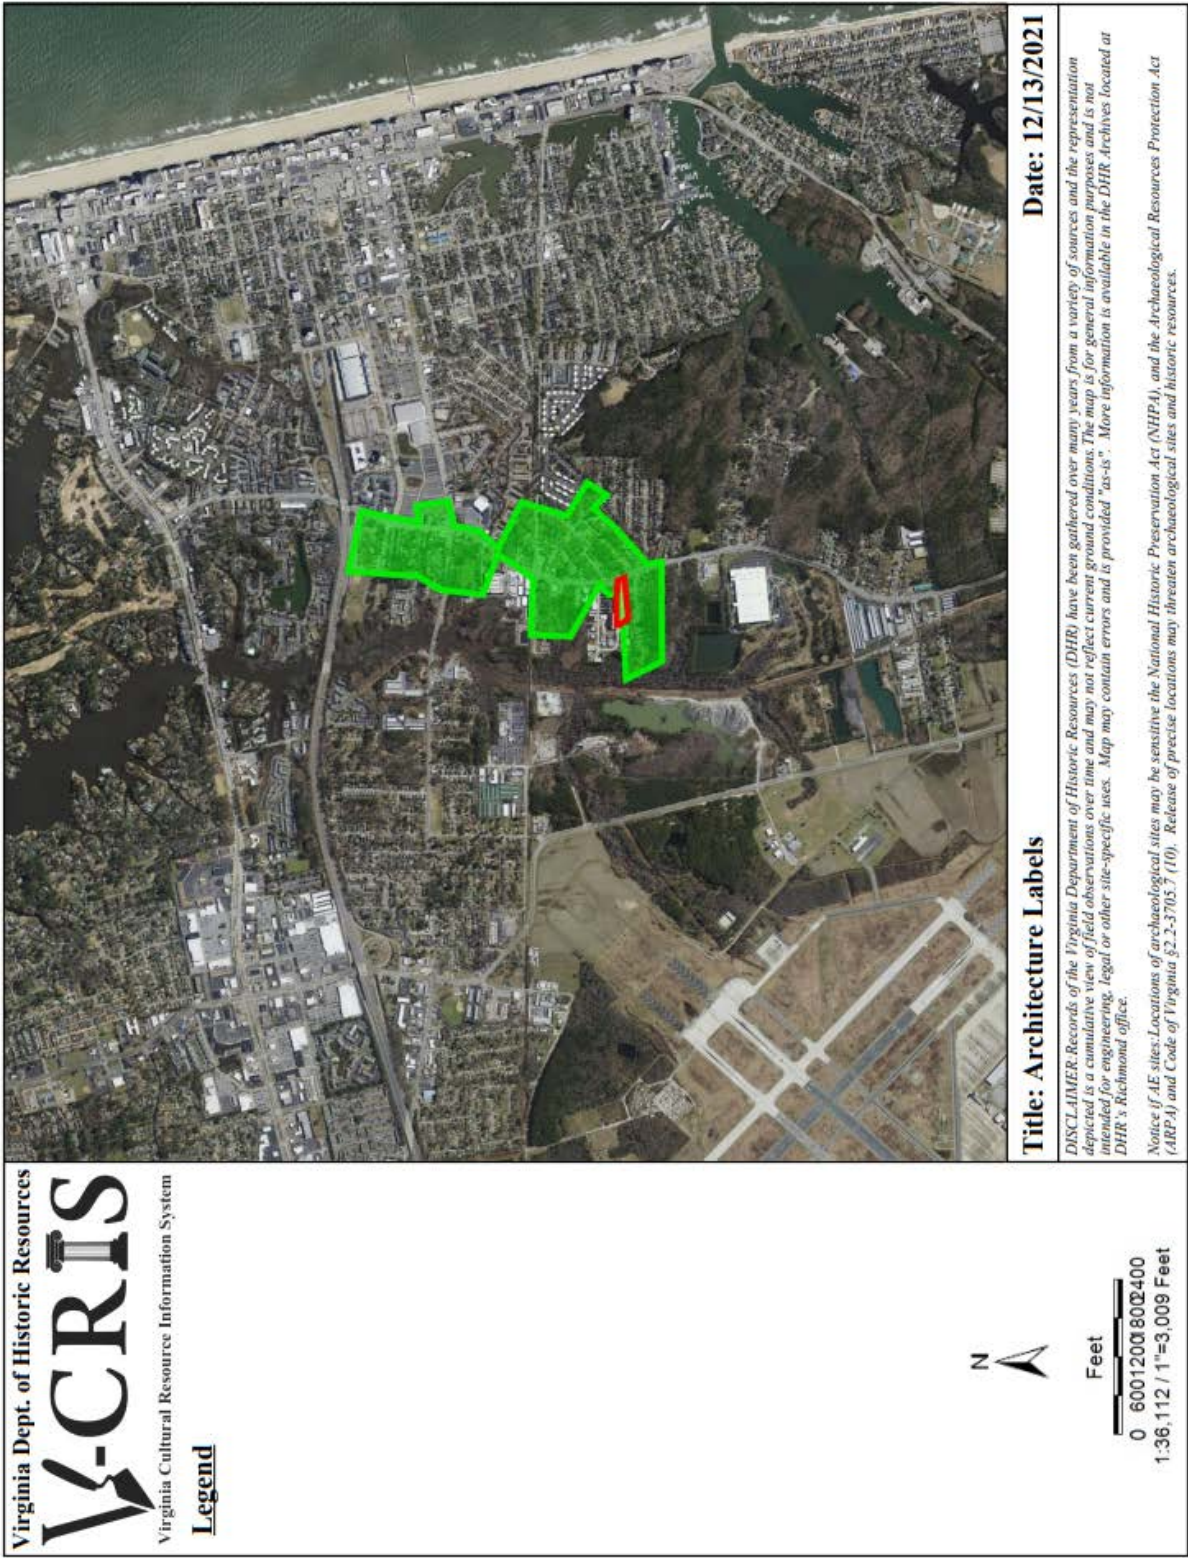 Virginia Dept. of Historic Resources
V-CRIS
Virginia Cultural Resource Information System
Legend
N
Feet
0 600120018002400
1:36,112 / 1"=3,009 Feet
Title: Architecture Labels
Date: 12/13/2021
DISCLAIMER:Records of the Virginia Department of Historic Resources (DHR) have been gathered over many years from a variety of sources and the representation
depicted is a cumulative view of field observations over time and may not reflect current ground conditions.The map is for general information purposes and is not
intended for engineering, legal or other site-specific uses. Map may contain errors and is provided "as-is". More information is available in the DHR Archives located at
DHR's Richmond office.
Notice if AE sites:Locations of archaeological sites may be sensitive the National Historic Preservation Act (NHPA), and the Archaeological Resources Protection Act
(ARPA) and Code of Virginia §2.2-3705.7 (10). Release of precise locations may threaten archaeological sites and historic resources.